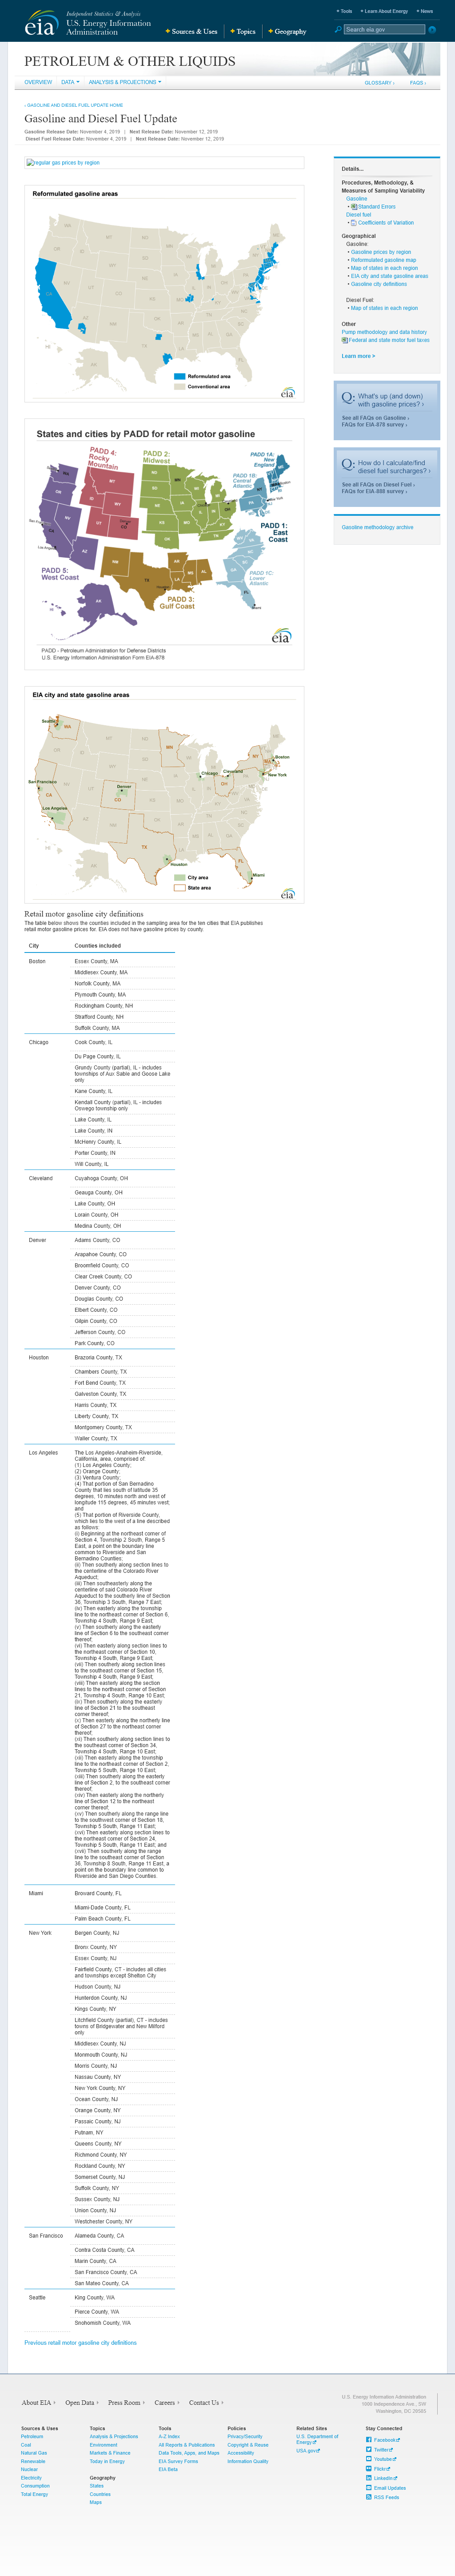 Independent Statistics & Analysis
U.S. Energy Information
Administration
Sources & Uses
Topics
Geography
Tools
Learn About Energy
News
Search eia.gov
PETROLEUM & OTHER LIQUIDS
OVERVIEW
DATA
ANALYSIS & PROJECTIONS
GLOSSARY ›
FAQS ›
‹ GASOLINE AND DIESEL FUEL UPDATE HOME
Gasoline and Diesel Fuel Update
Gasoline Release Date: November 4, 2019 | Next Release Date: November 12, 2019
Diesel Fuel Release Date: November 4, 2019 | Next Release Date: November 12, 2019
regular gas prices by region
Reformulated gasoline areas
Reformulated area
Conventional area
eia
States and cities by PADD for retail motor gasoline
PADD 4:
Rocky
Mountain
PADD 2:
Midwest
PADD 1A:
New
England
PADD 1B:
Central
Atlantic
PADD 1:
East
Coast
PADD 1C:
Lower
Atlantic
PADD 5:
West Coast
PADD 3:
Gulf Coast
PADD - Petroleum Administration for Defense Districts
U.S. Energy Information Administration Form EIA-878
eia
EIA city and state gasoline areas
Seattle
WA
MN
Boston
NY
New York
Chicago
Cleveland
OH
San Francisco
CA
Denver
CO
Los Angeles
TX
Houston
FL
Miami
City area
State area
eia
Retail motor gasoline city definitions
The table below shows the counties included in the sampling area for the ten cities that EIA publishes
retail motor gasoline prices for. EIA does not have gasoline prices by county.
City Counties included
Boston Essex County, MA
Middlesex County, MA
Norfolk County, MA
Plymouth County, MA
Rockingham County, NH
Strafford County, NH
Suffolk County, MA
Chicago Cook County, IL
Du Page County, IL
Grundy County (partial), IL - includes
townships of Aux Sable and Goose Lake
only
Kane County, IL
Kendall County (partial), IL - includes
Oswego township only
Lake County, IL
Lake County, IN
McHenry County, IL
Porter County, IN
Will County, IL
Cleveland Cuyahoga County, OH
Geauga County, OH
Lake County, OH
Lorain County, OH
Medina County, OH
Denver Adams County, CO
Arapahoe County, CO
Broomfield County, CO
Clear Creek County, CO
Denver County, CO
Douglas County, CO
Elbert County, CO
Gilpin County, CO
Jefferson County, CO
Park County, CO
Houston Brazoria County, TX
Chambers County, TX
Fort Bend County, TX
Galveston County, TX
Harris County, TX
Liberty County, TX
Montgomery County, TX
Waller County, TX
Los Angeles The Los Angeles-Anaheim-Riverside,
California, area, comprised of:
(1) Los Angeles County;
(2) Orange County;
(3) Ventura County;
(4) That portion of San Bernadino
County that lies south of latitude 35
degrees, 10 minutes north and west of
longitude 115 degrees, 45 minutes west;
and
(5) That portion of Riverside County,
which lies to the west of a line described
as follows:
(i) Beginning at the northeast corner of
Section 4, Township 2 South, Range 5
East, a point on the boundary line
common to Riverside and San
Bernadino Counties;
(ii) Then southerly along section lines to
the centerline of the Colorado River
Aqueduct;
(iii) Then southeasterly along the
centerline of said Colorado River
Aqueduct to the southerly line of Section
36, Township 3 South, Range 7 East;
(iv) Then easterly along the township
line to the northeast corner of Section 6,
Township 4 South, Range 9 East;
(v) Then southerly along the easterly
line of Section 6 to the southeast corner
thereof;
(vi) Then easterly along section lines to
the northeast corner of Section 10,
Township 4 South, Range 9 East;
(vii) Then southerly along section lines
to the southeast corner of Section 15,
Township 4 South, Range 9 East;
(viii) Then easterly along the section
lines to the northeast corner of Section
21, Township 4 South, Range 10 East;
(ix) Then southerly along the easterly
line of Section 21 to the southeast
corner thereof;
(x) Then easterly along the northerly line
of Section 27 to the northeast corner
thereof;
(xi) Then southerly along section lines to
the southeast corner of Section 34,
Township 4 South, Range 10 East;
(xii) Then easterly along the township
line to the northeast corner of Section 2,
Township 5 South, Range 10 East;
(xiii) Then southerly along the easterly
line of Section 2, to the southeast corner
thereof;
(xiv) Then easterly along the northerly
line of Section 12 to the northeast
corner thereof;
(xv) Then southerly along the range line
to the southwest corner of Section 18,
Township 5 South, Range 11 East;
(xvi) Then easterly along section lines to
the northeast corner of Section 24,
Township 5 South, Range 11 East; and
(xvii) Then southerly along the range
line to the southeast corner of Section
36, Township 8 South, Range 11 East, a
point on the boundary line common to
Riverside and San Diego Counties.
Miami Broward County, FL
Miami-Dade County, FL
Palm Beach County, FL
New York Bergen County, NJ
Bronx County, NY
Essex County, NJ
Fairfield County, CT - includes all cities
and townships except Shelton City
Hudson County, NJ
Hunterdon County, NJ
Kings County, NY
Litchfield County (partial), CT - includes
towns of Bridgewater and New Milford
only
Middlesex County, NJ
Monmouth County, NJ
Morris County, NJ
Nassau County, NY
New York County, NY
Ocean County, NJ
Orange County, NY
Passaic County, NJ
Putnam, NY
Queens County, NY
Richmond County, NY
Rockland County, NY
Somerset County, NJ
Suffolk County, NY
Sussex County, NJ
Union County, NJ
Westchester County, NY
San Francisco Alameda County, CA
Contra Costa County, CA
Marin County, CA
San Francisco County, CA
San Mateo County, CA
Seattle King County, WA
Pierce County, WA
Snohomish County, WA
Previous retail motor gasoline city definitions
Details...
Procedures, Methodology, &
Measures of Sampling Variability
Gasoline
• Standard Errors
Diesel fuel
• Coefficients of Variation
Geographical
Gasoline:
• Gasoline prices by region
• Reformulated gasoline map
• Map of states in each region
• EIA city and state gasoline areas
• Gasoline city definitions
Diesel Fuel:
• Map of states in each region
Other
Pump methodology and data history
Federal and state motor fuel taxes
Learn more >
Q: What's up (and down)
with gasoline prices? ›
See all FAQs on Gasoline ›
FAQs for EIA-878 survey ›
Q: How do I calculate/find
diesel fuel surcharges? ›
See all FAQs on Diesel Fuel ›
FAQs for EIA-888 survey ›
Gasoline methodology archive
About EIA
Open Data
Press Room
Careers
Contact Us
U.S. Energy Information Administration
1000 Independence Ave., SW
Washington, DC 20585
Sources & Uses
Petroleum
Coal
Natural Gas
Renewable
Nuclear
Electricity
Consumption
Total Energy
Topics
Analysis & Projections
Environment
Markets & Finance
Today in Energy
Geography
States
Countries
Maps
Tools
A-Z Index
All Reports & Publications
Data Tools, Apps, and Maps
EIA Survey Forms
EIA Beta
Policies
Privacy/Security
Copyright & Reuse
Accessibility
Information Quality
Related Sites
U.S. Department of
Energy
USA.gov
Stay Connected
Facebook
Twitter
Youtube
Flickr
LinkedIn
Email Updates
RSS Feeds